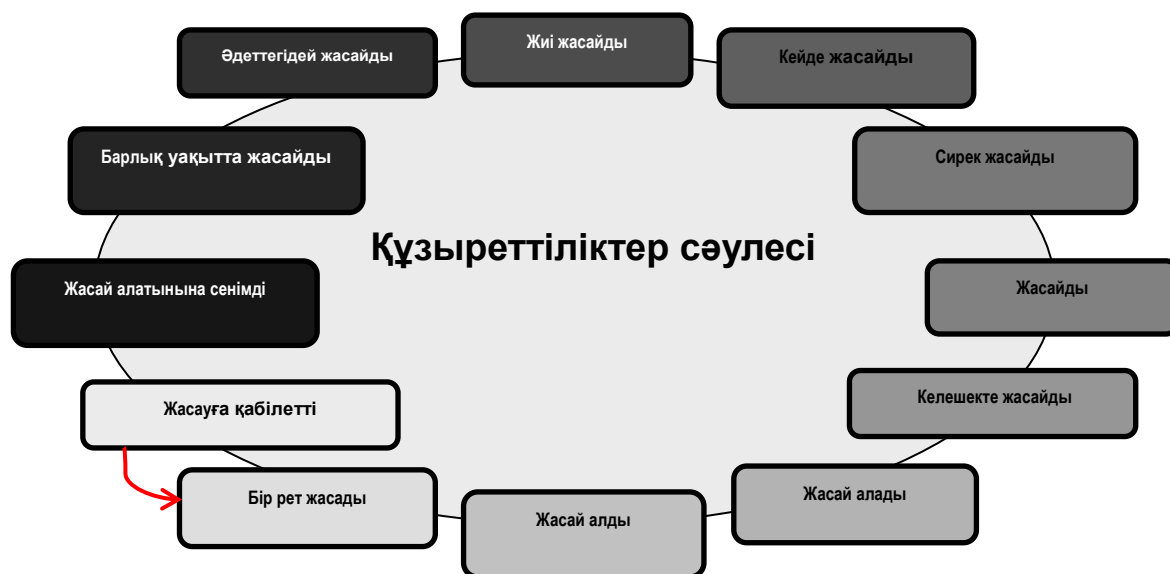 Жиі жасайды
Әдеттегідей жасайды
Кейде жасайды
Барлық уақытта жасайды
Сирек жасайды
Құзыреттіліктер сәулесі
Жасай алатынына сенімді
Жасайды
Жасауға қабілетті
Келешекте жасайды
Бір рет жасады
Жасай алды
Жасай алады